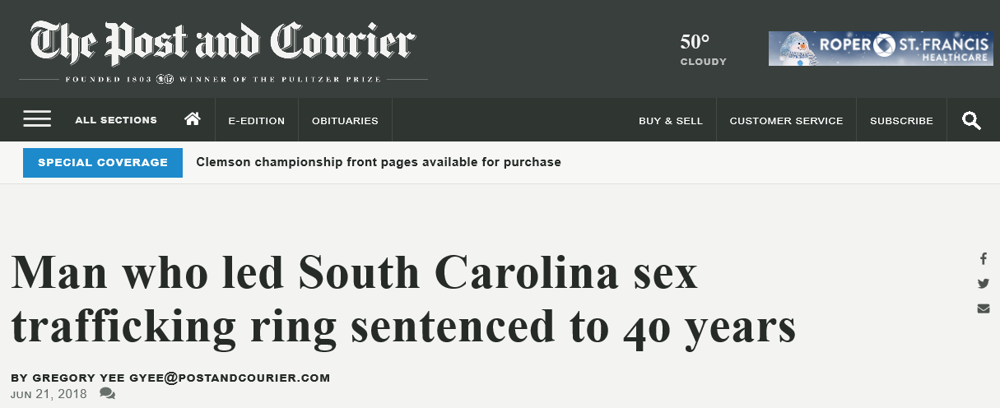 The Post and Courier
FOUNDED 1803 WINNER OF THE PULITZER PRIZE
50°
CLOUDY
ROPER ST. FRANCIS
HEALTHCARE
ALL SECTIONS E-EDITION OBITUARIES BUY & SELL CUSTOMER SERVICE SUBSCRIBE
SPECIAL COVERAGE Clemson championship front pages available for purchase
Man who led South Carolina sex
trafficking ring sentenced to 40 years
BY GREGORY YEE GYEE@POSTANDCOURIER.COM
JUN 21, 2018